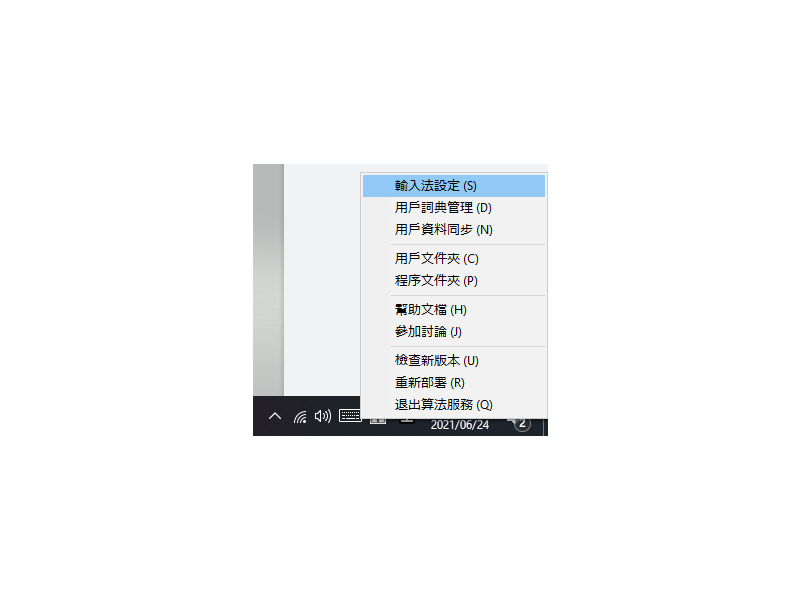 輸入法設定 (S)
用戶詞典管理 (D)
用戶資料同步 (N)
用戶文件夾 (C)
程序文件夾 (P)
幫助文檔 (H)
參加討論 (J)
檢查新版本 (U)
重新部署 (R)
退出算法服務 (Q)
2021/06/24
2